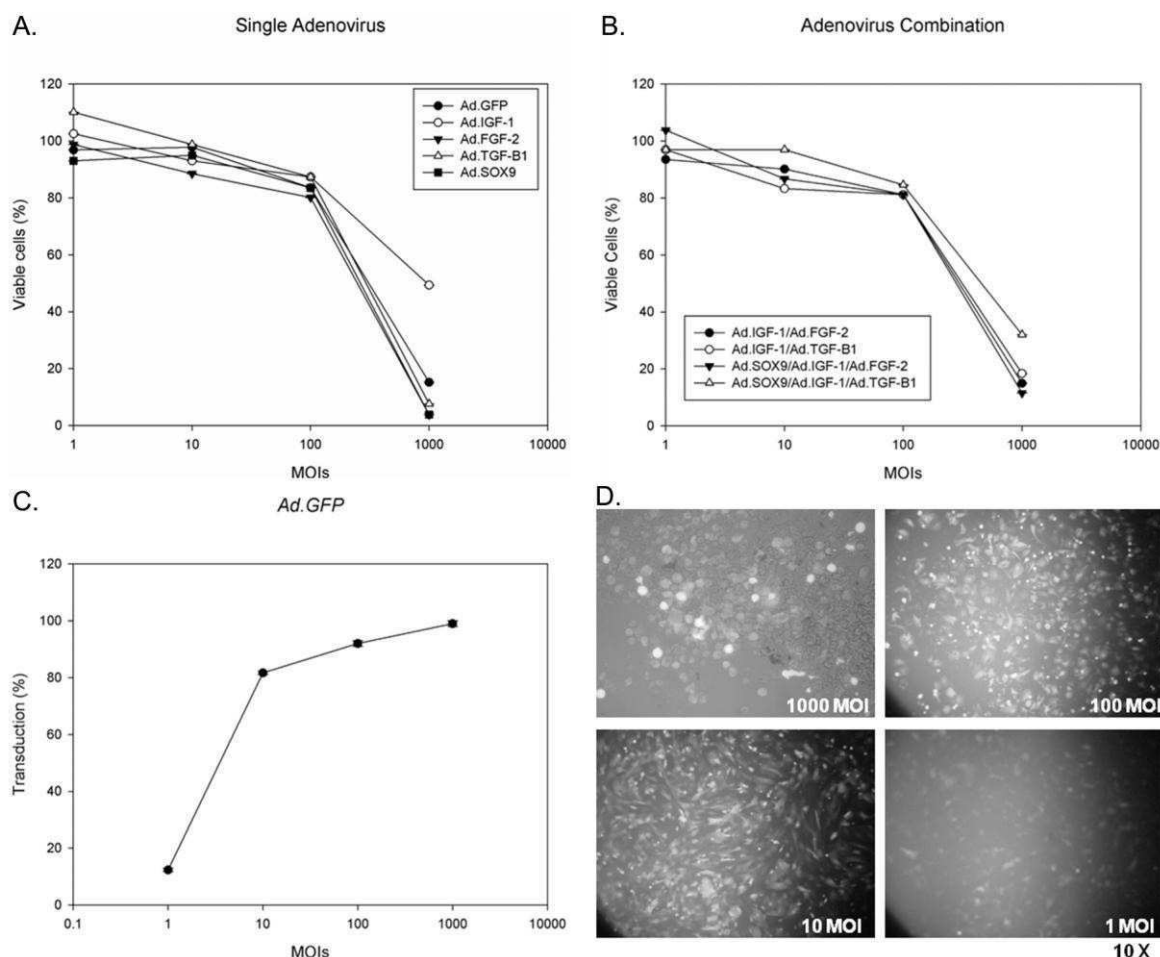 A.
Single Adenovirus
Viable cells (%)
120
100
80
60
40
20
0
1
10
100
1000
10000
MOIs
Ad.GFP
Ad.IGF-1
Ad.FGF-2
Ad.TGF-B1
Ad.SOX9
B.
Adenovirus Combination
Viable Cells (%)
120
100
80
60
40
20
0
1
10
100
1000
10000
MOIs
Ad.IGF-1/Ad.FGF-2
Ad.IGF-1/Ad.TGF-B1
Ad.SOX9/Ad.IGF-1/Ad.FGF-2
Ad.SOX9/Ad.IGF-1/Ad.TGF-B1
C.
Ad.GFP
Transduction (%)
120
100
80
60
40
20
0
0.1
1
10
100
1000
10000
MOIs
D.
1000 MOI
100 MOI
10 MOI
1 MOI
10 X